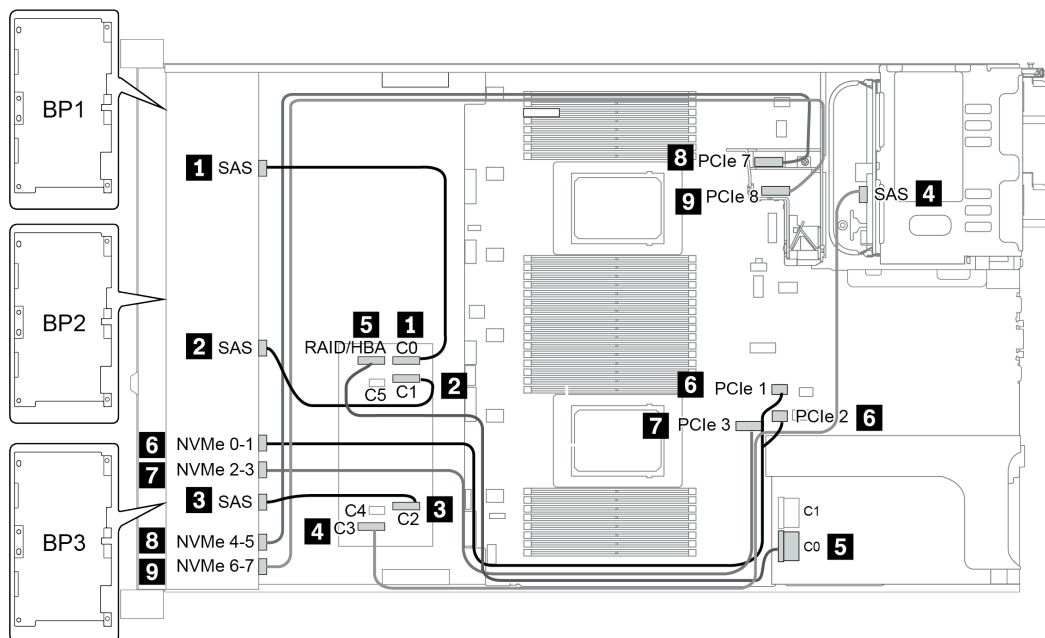 BP1
BP2
BP3
1 SAS
2 SAS
6 NVMe 0-1
7 NVMe 2-3
3 SAS
8 NVMe 4-5
9 NVMe 6-7
5 1
RAID/HBA C0
C5 C1 2
C4
4 C3 C2 3
8 PCIe 7
9 PCIe 8
SAS 4
6 PCIe 1
7 PCIe 3
PCIe 2 6
C1
C0 5